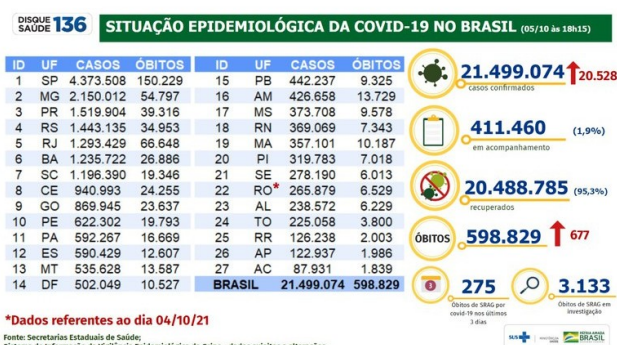 DISQUE
SAÚDE 136
SITUAÇÃO EPIDEMIOLÓGICA DA COVID-19 NO BRASIL (05/10 às 18h15)
ID UF CASOS ÓBITOS ID UF CASOS ÓBITOS
1 SP 4.373.508 150.229 15 PB 442.237 9.325
2 MG 2.150.012 54.797 16 AM 426.658 13.729
3 PR 1.519.904 39.316 17 MS 373.708 9.578
4 RS 1.443.135 34.953 18 RN 369.069 7.343
5 RJ 1.293.429 66.648 19 MA 357.101 10.187
6 BA 1.235.722 26.886 20 PI 319.783 7.018
7 SC 1.196.390 19.346 21 SE 278.190 6.013
8 CE 940.993 24.255 22 RO* 265.879 6.529
9 GO 869.945 23.637 23 AL 238.572 6.229
10 PE 622.302 19.793 24 TO 225.058 3.800
11 PA 592.267 16.669 25 RR 126.238 2.003
12 ES 590.429 12.607 26 AP 122.937 1.986
13 MT 535.628 13.587 27 AC 87.931 1.839
14 DF 502.049 10.527 BRASIL 21.499.074 598.829
21.499.074 20.528
casos confirmados
411.460 (1,9%)
em acompanhamento
20.488.785 (95,3%)
recuperados
ÓBITOS 598.829 677
3
275
Óbitos de SRAG por
covid-19 nos últimos
3 dias
3.133
Óbitos de SRAG em
investigação
*Dados referentes ao dia 04/10/21
Fonte: Secretarias Estaduais de Saúde;
SUS
BRASIL